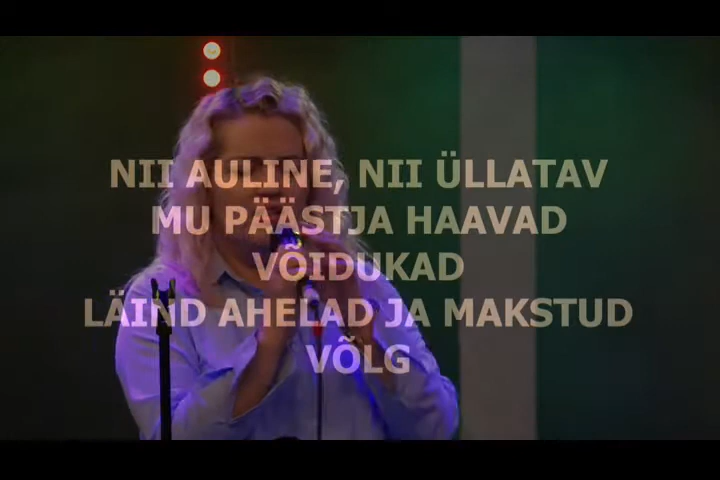 NII AULINE, NII ÜLLATAV
MU PÄÄSTJA HAAVAD
VÕIDUKAD
LÄIND AHELAD JA MAKSTUD
VÕLG